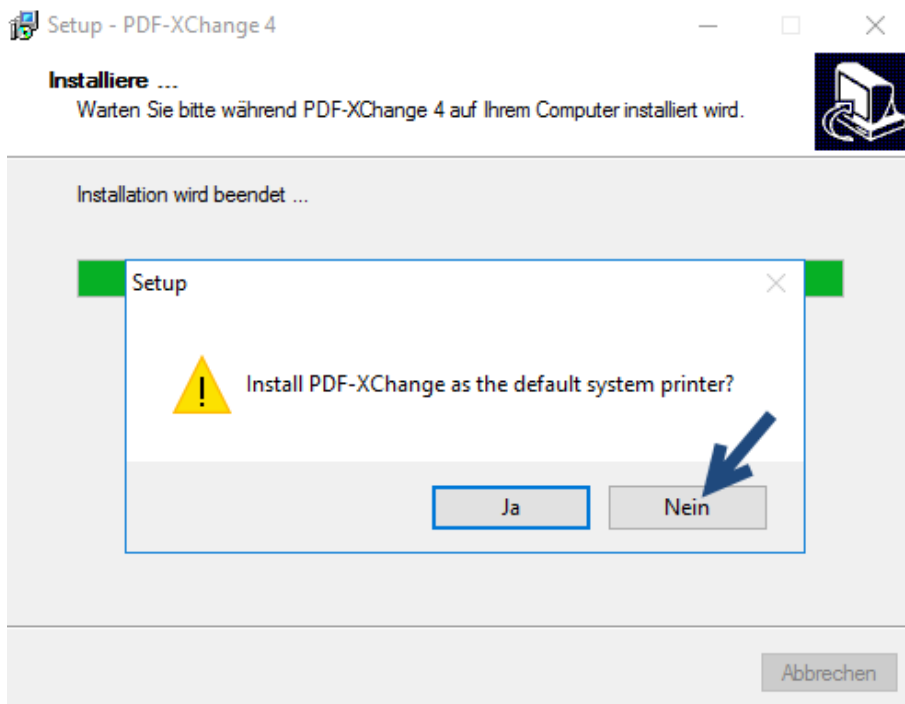 Setup - PDF-XChange 4
Installiere ...
Warten Sie bitte während PDF-XChange 4 auf Ihrem Computer installiert wird.
Installation wird beendet ...
Setup
Install PDF-XChange as the default system printer?
Ja
Nein
Abbrechen